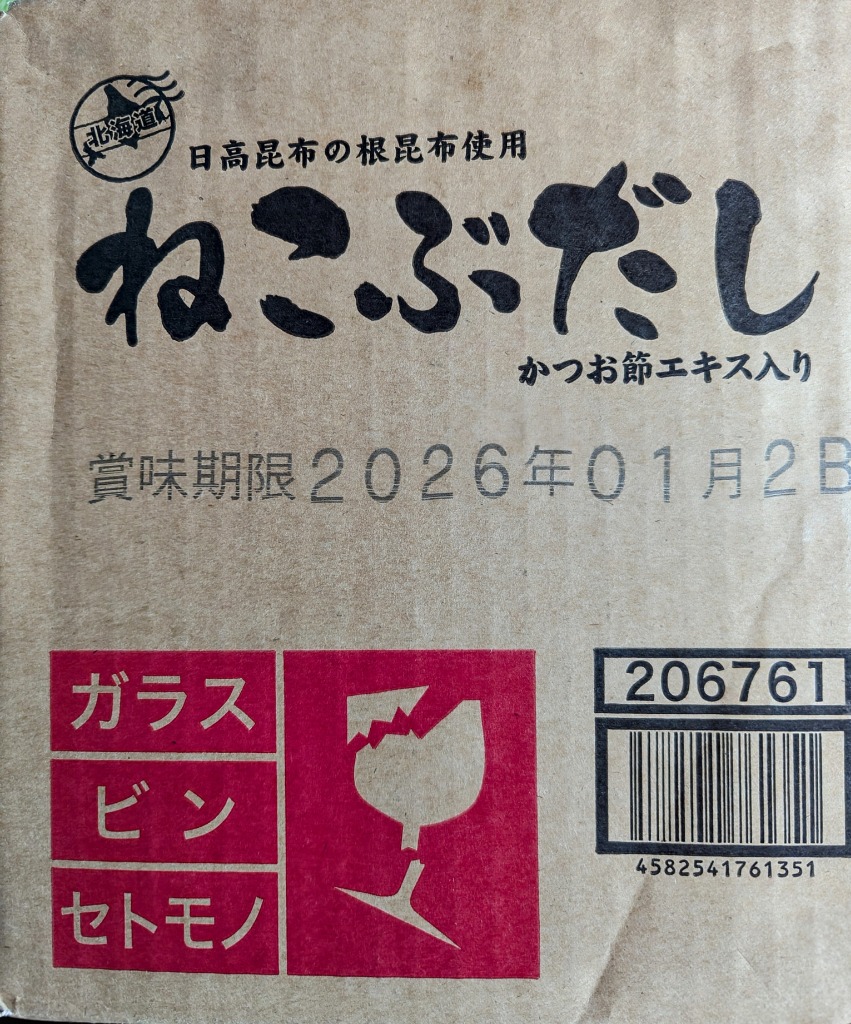 北海道
日高昆布の根昆布使用
ねこぶだし
かつお節エキス入り
賞味期限2026年01月2
ガラス
ビン
セトモノ
206761
4582541761351